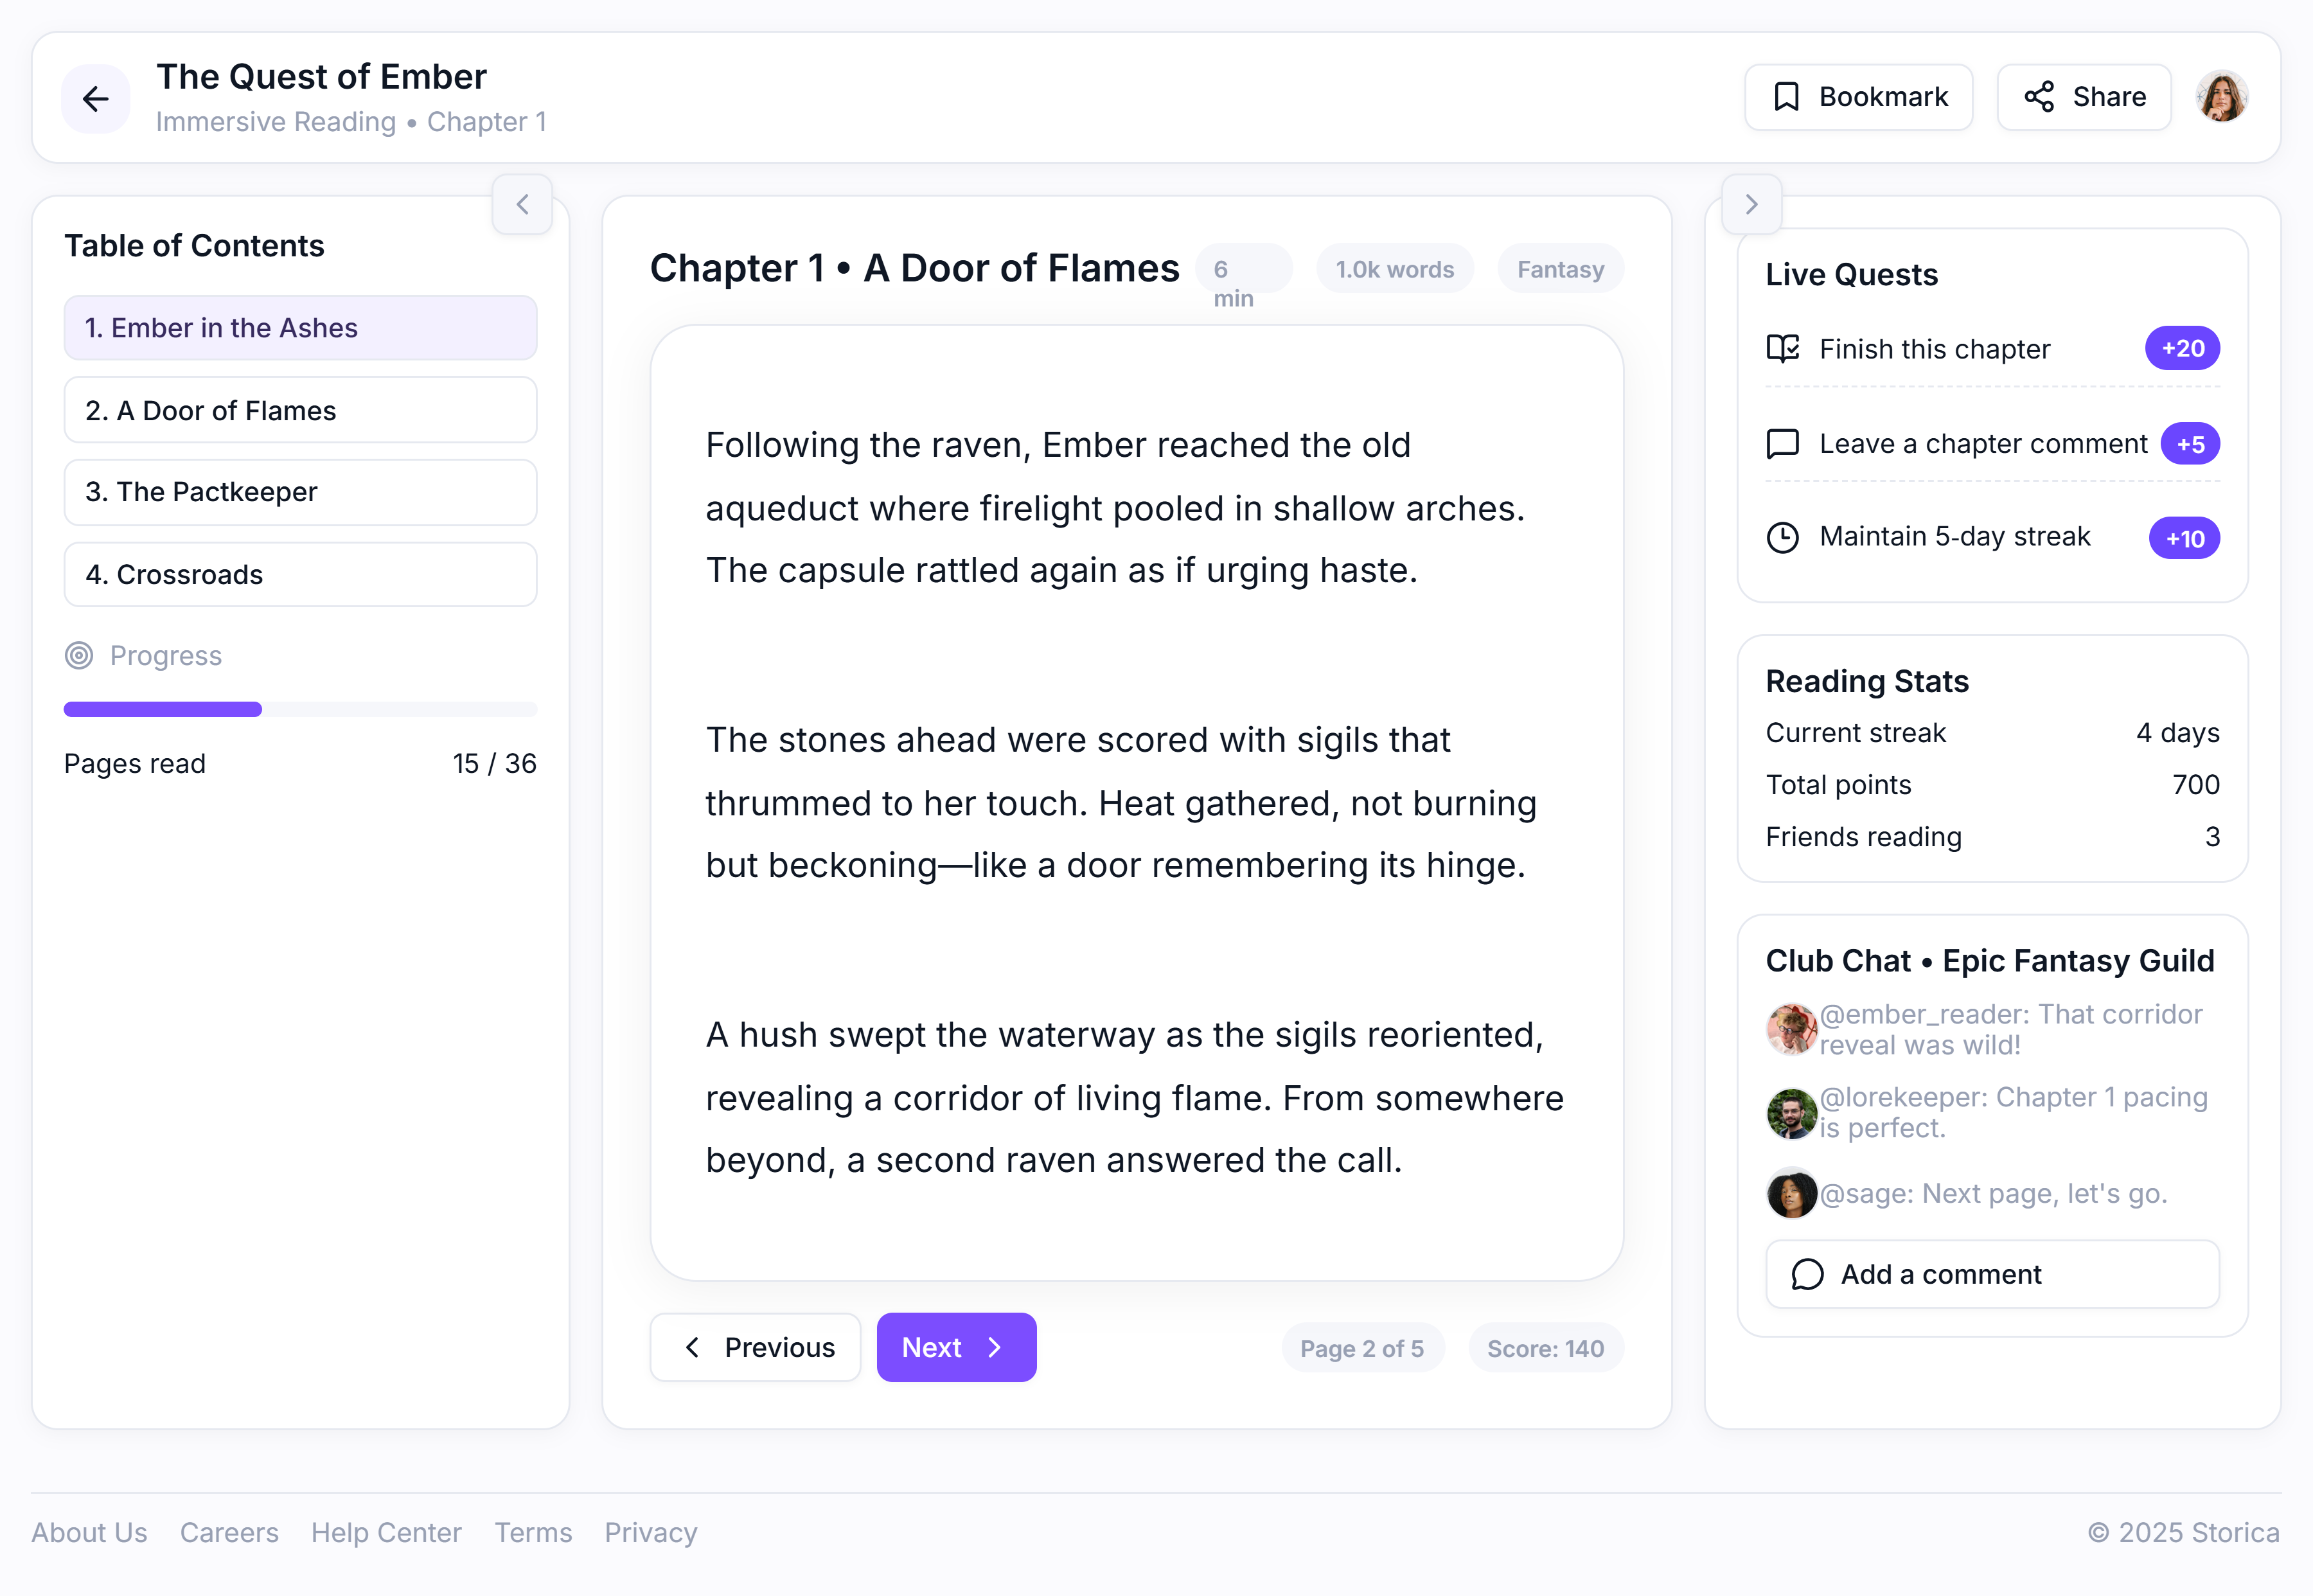 The Quest of Ember
Immersive Reading • Chapter 1
Bookmark
Share
Table of Contents
1. Ember in the Ashes
2. A Door of Flames
3. The Pactkeeper
4. Crossroads
Progress
Pages read 15 / 36
Chapter 1 • A Door of Flames
6
min
1.0k words
Fantasy
Following the raven, Ember reached the old
aqueduct where firelight pooled in shallow arches.
The capsule rattled again as if urging haste.
The stones ahead were scored with sigils that
thrummed to her touch. Heat gathered, not burning
but beckoning—like a door remembering its hinge.
A hush swept the waterway as the sigils reoriented,
revealing a corridor of living flame. From somewhere
beyond, a second raven answered the call.
Previous
Next
Page 2 of 5
Score: 140
Live Quests
Finish this chapter +20
Leave a chapter comment +5
Maintain 5-day streak +10
Reading Stats
Current streak 4 days
Total points 700
Friends reading 3
Club Chat • Epic Fantasy Guild
@ember_reader: That corridor
reveal was wild!
@lorekeeper: Chapter 1 pacing
is perfect.
@sage: Next page, let's go.
Add a comment
About Us Careers Help Center Terms Privacy
© 2025 Storica